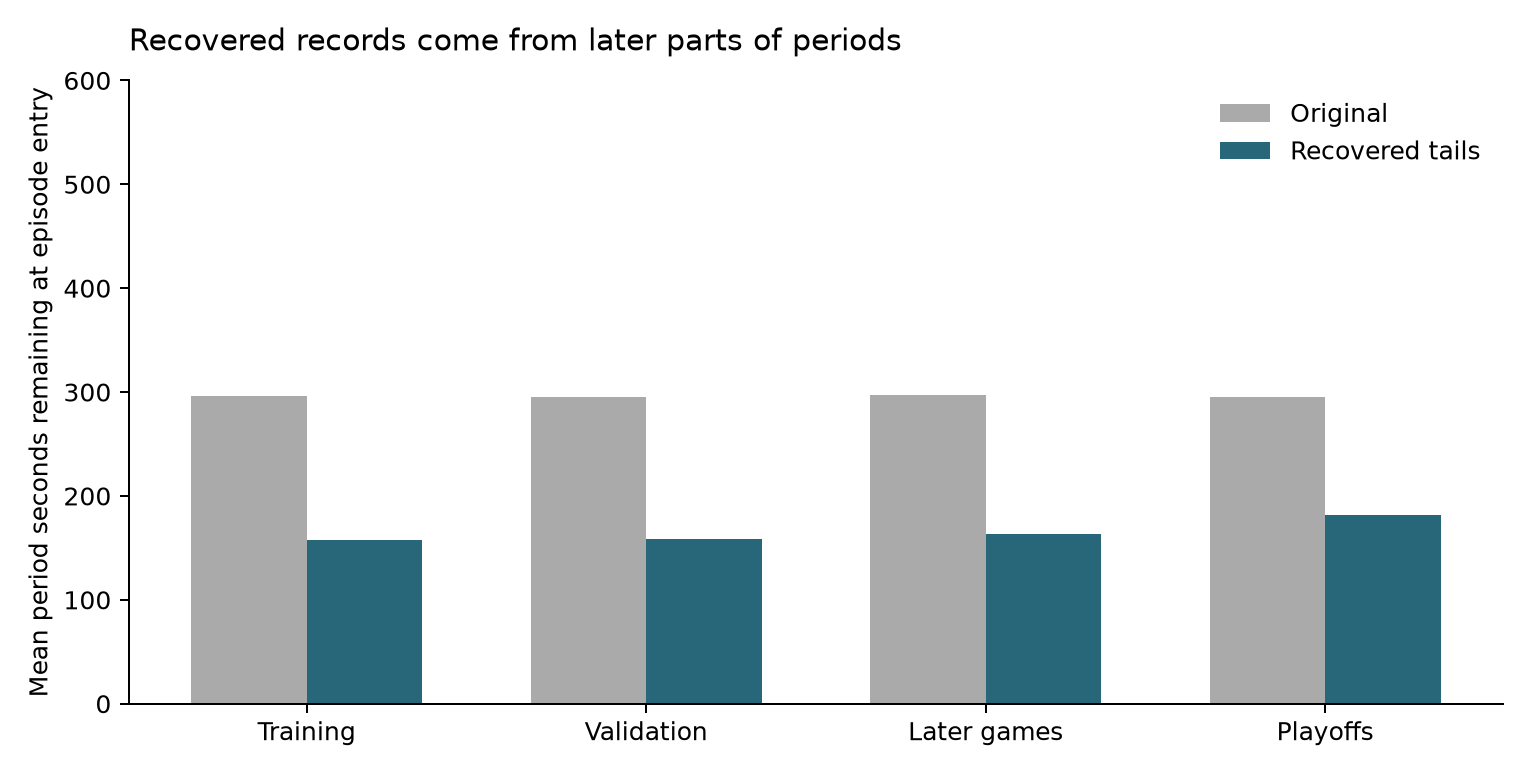 Recovered records come from later parts of periods
Mean period seconds remaining at episode entry
600
500
400
300
200
100
0
Original
Recovered tails
Training
Validation
Later games
Playoffs